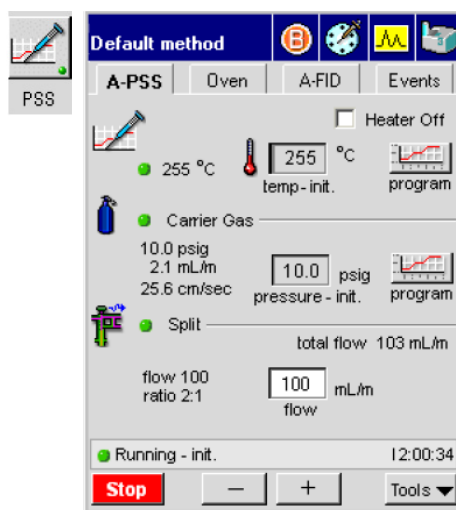 PSS
Default method
B
A-PSS Oven A-FID Events
Heater Off
255 °C 255 °C
temp - init. program
Carrier Gas
10.0 psig
2.1 mL/m
25.6 cm/sec
10.0 psig
pressure - init. program
Split
total flow 103 mL/m
flow 100
ratio 2:1
100 mL/m
flow
Running - init. 12:00:34
Stop − + Tools